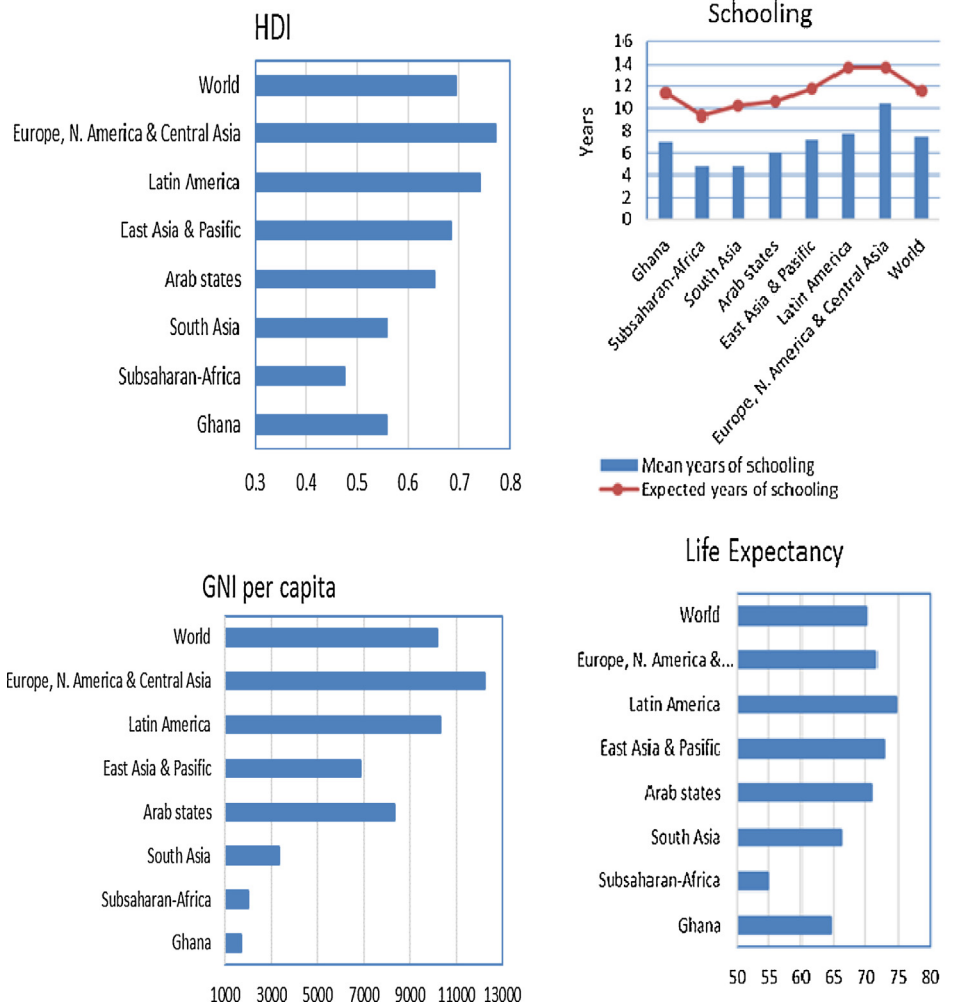 HDI
World
Europe, N. America & Central Asia
Latin America
East Asia & Pasific
Arab states
South Asia
Subsaharan-Africa
Ghana
0.3 0.4 0.5 0.6 0.7 0.8
Schooling
16
14
12
10
8
6
4
2
0
Years
Ghana
Subsaharan-Africa
South Asia
Arab states
East Asia & Pasific
Latin America
Europe, N. America & Central Asia
World
Mean years of schooling
Expected years of schooling
GNI per capita
World
Europe, N. America & Central Asia
Latin America
East Asia & Pasific
Arab states
South Asia
Subsaharan-Africa
Ghana
1000 3000 5000 7000 9000 11000 13000
Life Expectancy
World
Europe, N. America &...
Latin America
East Asia & Pasific
Arab states
South Asia
Subsaharan-Africa
Ghana
50 55 60 65 70 75 80